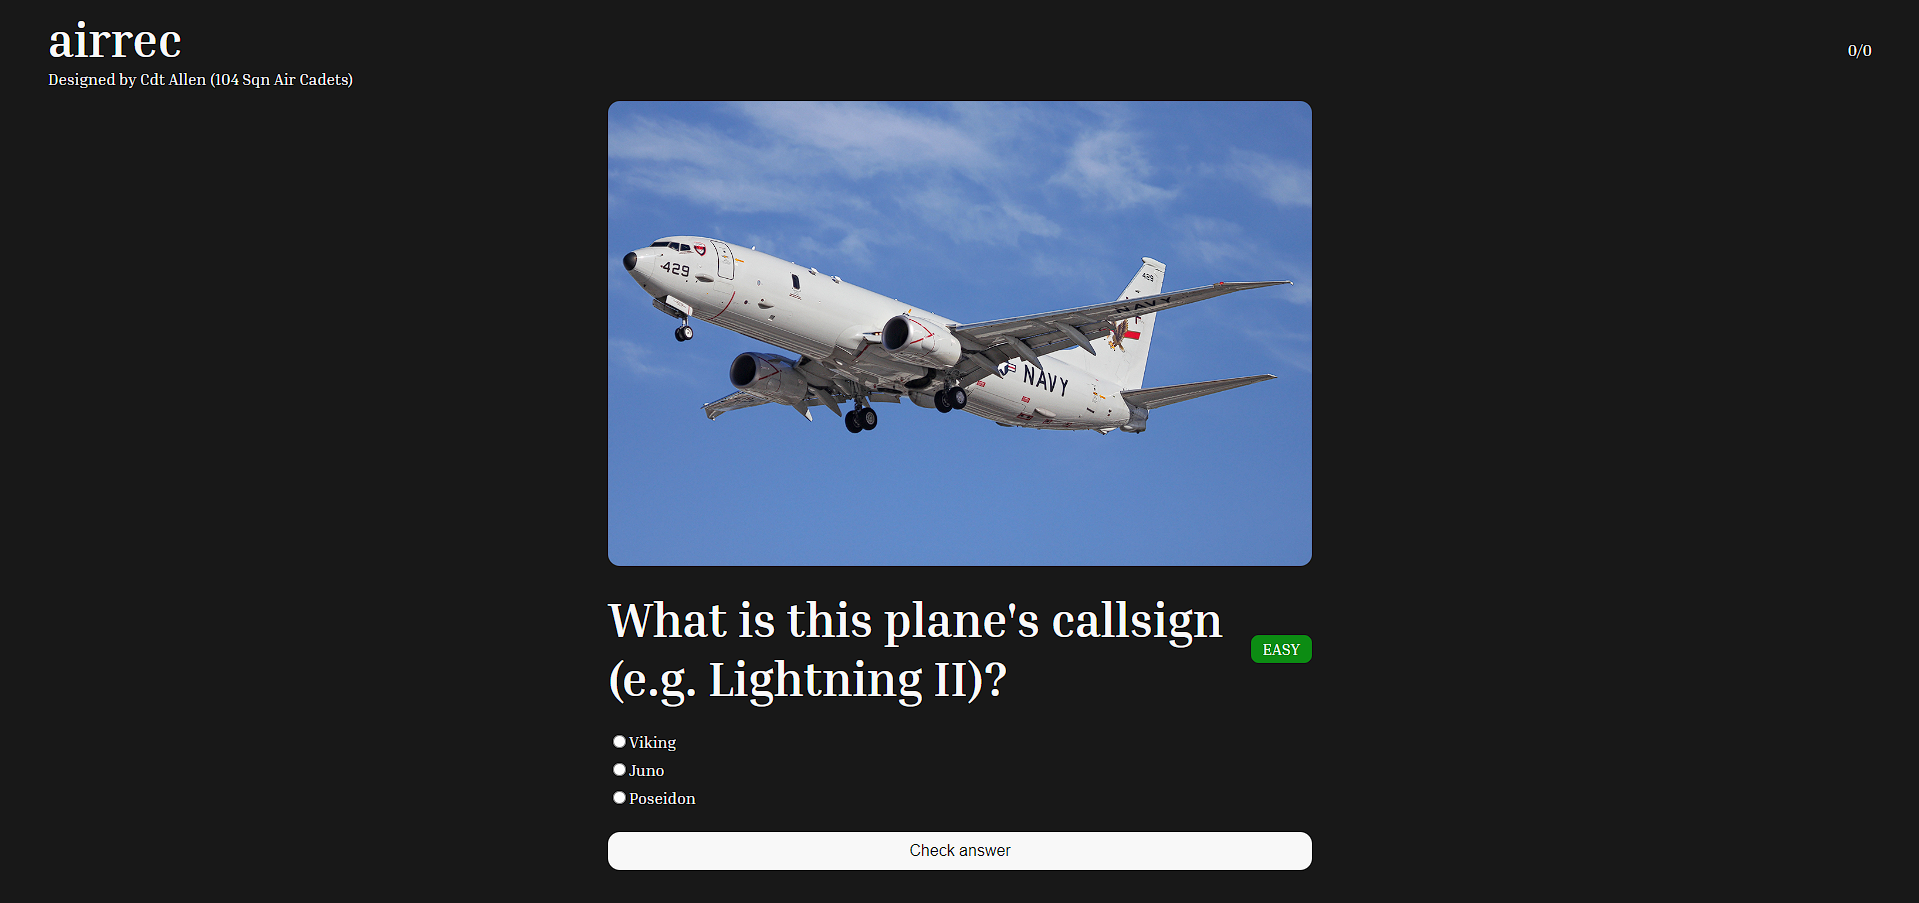 airrec
Designed by Cdt Allen (104 Sqn Air Cadets)
0/0
429
429
NAVY
NAVY
What is this plane's callsign
(e.g. Lightning II)?
EASY
Viking
Juno
Poseidon
Check answer